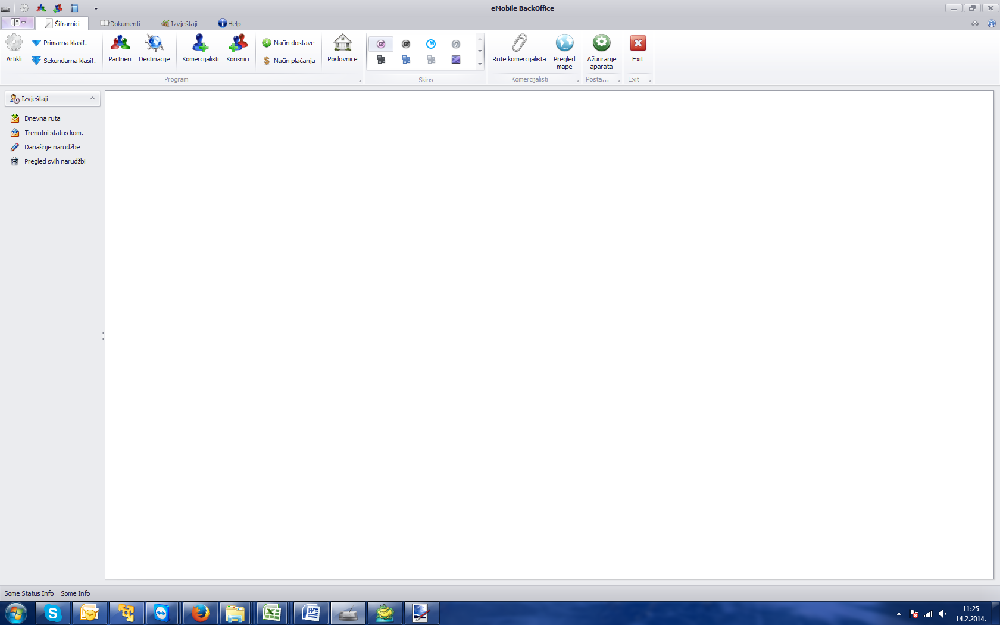 eMobile BackOffice
Šifrarnici
Dokumenti
Izvještaji
Help
Artikli
Primarna klasif.
Sekundarna klasif.
Partneri
Destinacije
Komercijalisti
Korisnici
Način dostave
Način plaćanja
Poslovnice
Rute komercijalista
Pregled
mape
Ažuriranje
aparata
Exit
Program
Skins
Komercijalisti
Posta...
Exit
Izvještaji
Dnevna ruta
Trenutni status kom.
Današnje narudžbe
Pregled svih narudžbi
Some Status Info
Some Info
11:25
14.2.2014.